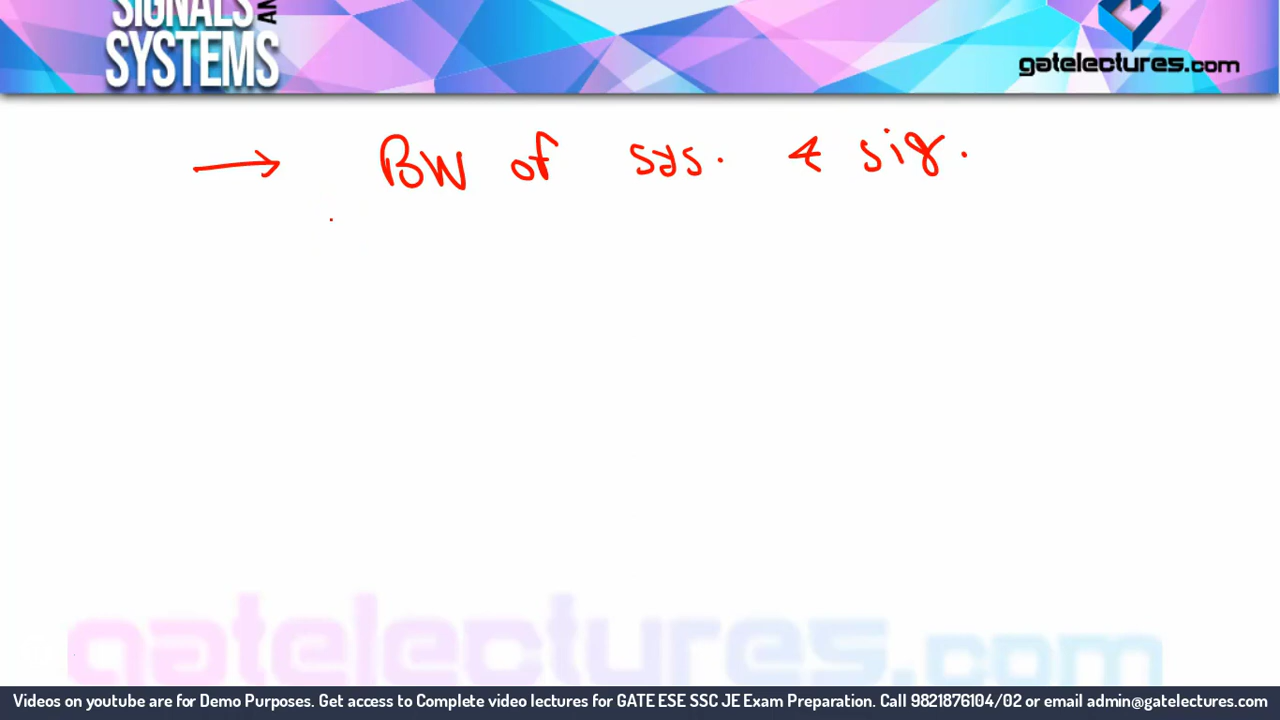 SIGNALS AND
SYSTEMS
gatelectures.com
→ BW of sys. & sig.
gatelectures.com
Videos on youtube are for Demo Purposes. Get access to Complete video lectures for GATE ESE SSC JE Exam Preparation. Call 9821876104/02 or email admin@gatelectures.com